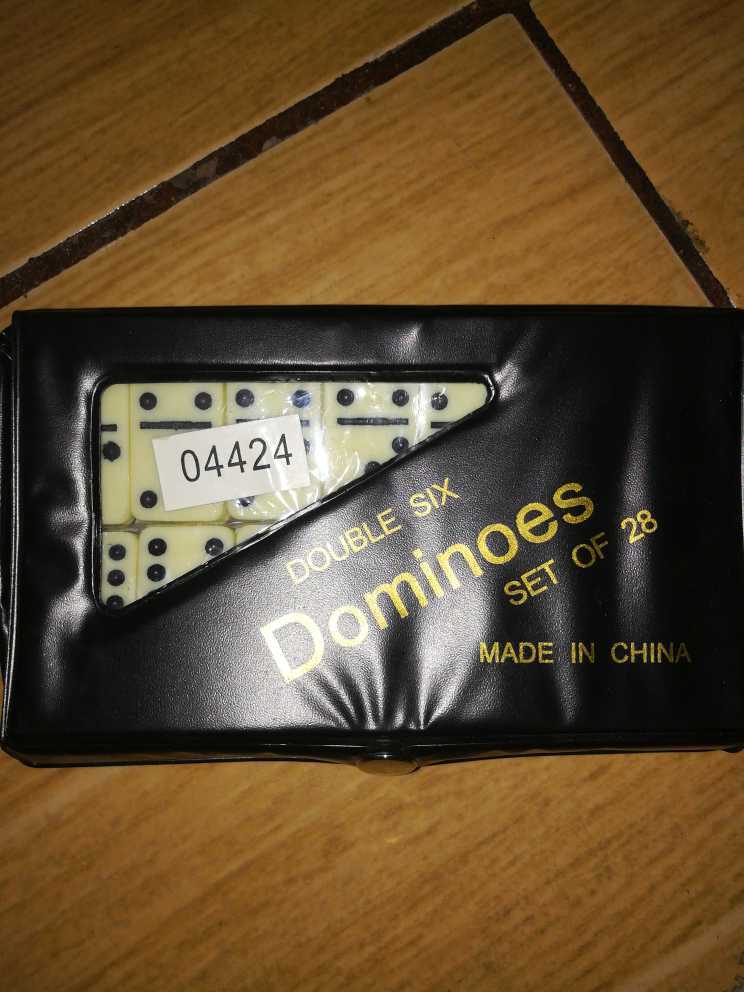 04424
DOUBLE SIX
Dominoes
SET OF 28
MADE IN CHINA